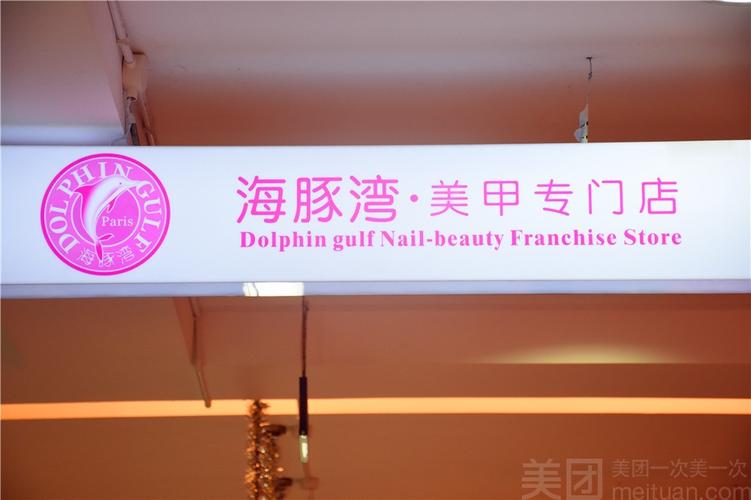 DOLPHIN GULF
Paris
海豚湾
海豚湾·美甲专门店
Dolphin gulf Nail-beauty Franchise Store
美团 美团一次美一次
meituan.com